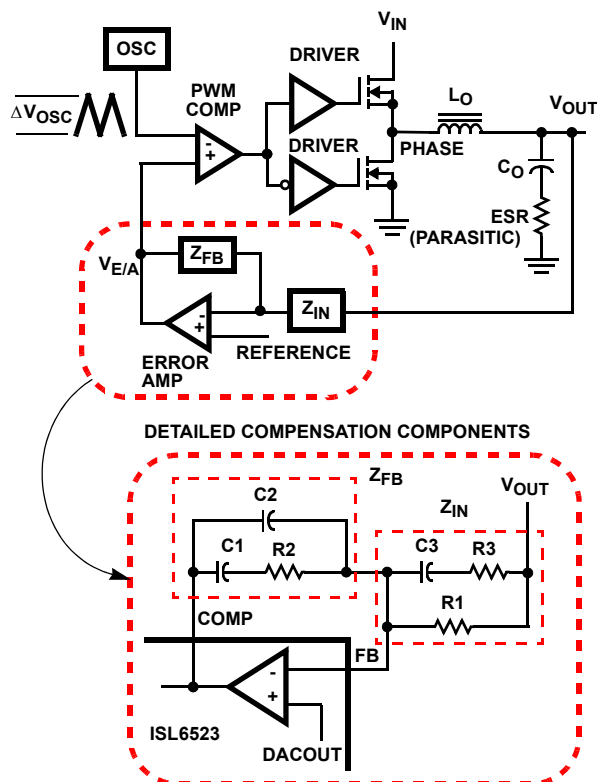 OSC
ΔVOSC
PWM
COMP
-
+
DRIVER
DRIVER
VIN
PHASE
LO
VOUT
CO
ESR
(PARASITIC)
VE/A
ZFB
ZIN
-
+
REFERENCE
ERROR
AMP
DETAILED COMPENSATION COMPONENTS
ZFB
VOUT
ZIN
C2
C1
R2
C3
R3
R1
COMP
FB
-
+
ISL6523
DACOUT